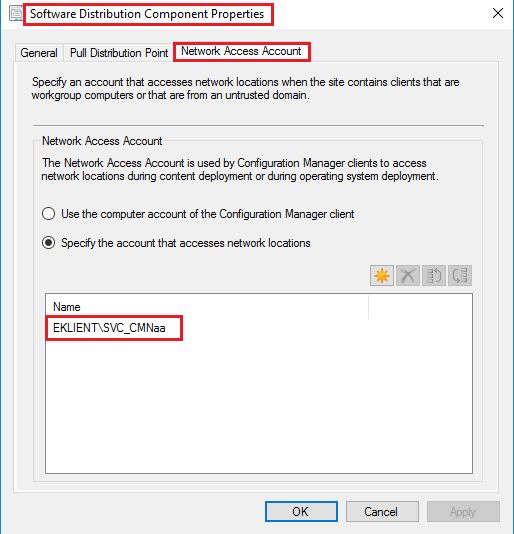 Software Distribution Component Properties
General
Pull Distribution Point
Network Access Account
Specify an account that accesses network locations when the site contains clients that are
workgroup computers or that are from an untrusted domain.
Network Access Account
The Network Access Account is used by Configuration Manager clients to access
network locations during content deployment or during operating system deployment.
Use the computer account of the Configuration Manager client
Specify the account that accesses network locations
Name
EKLIENT\SVC_CMNaa
OK
Cancel
Apply